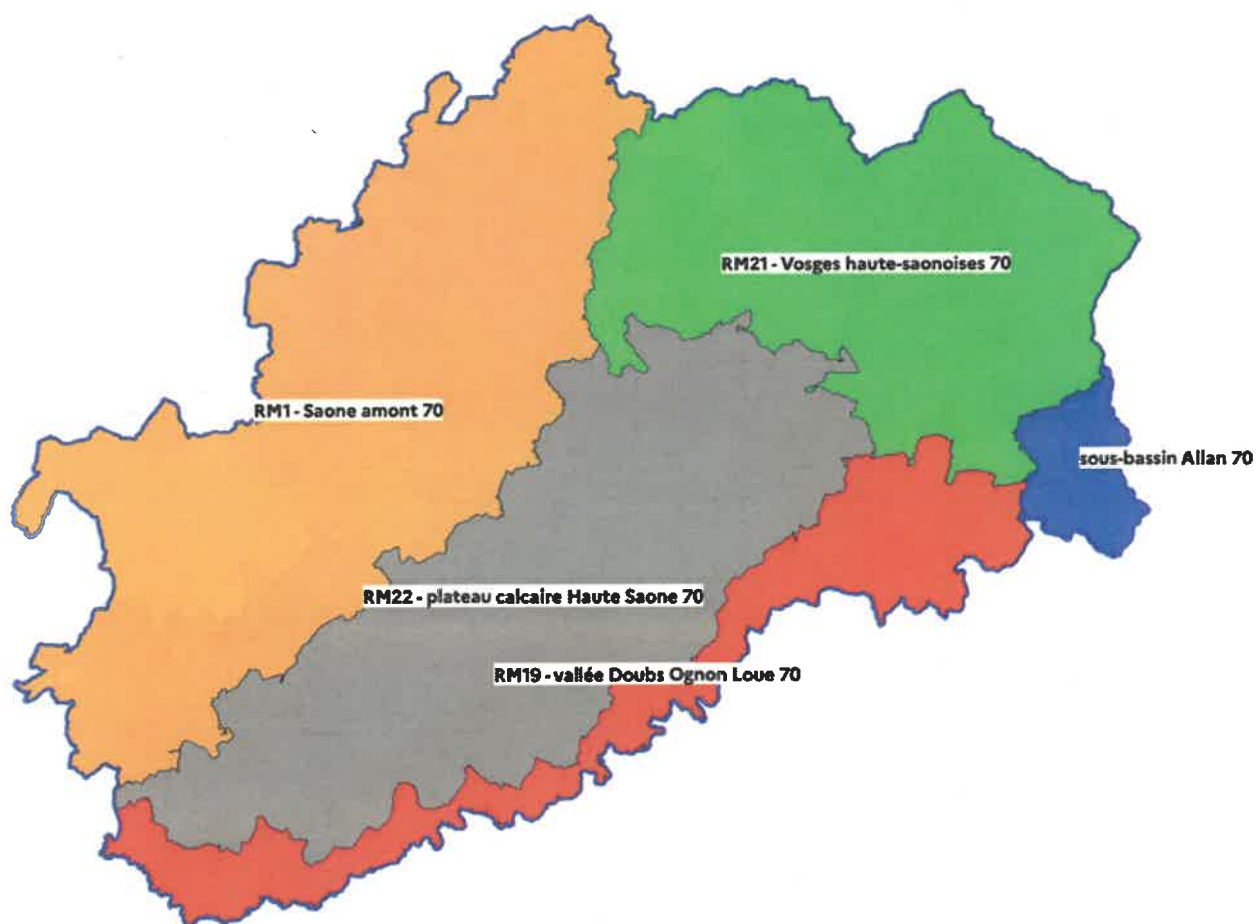 RM21 - Vosges haute-saonoises 70
RM1 - Saone amont 70
sous-bassin Allan 70
RM22 - plateau calcaire Haute Saone 70
RM19 - vallée Doubs Ognon Loue 70